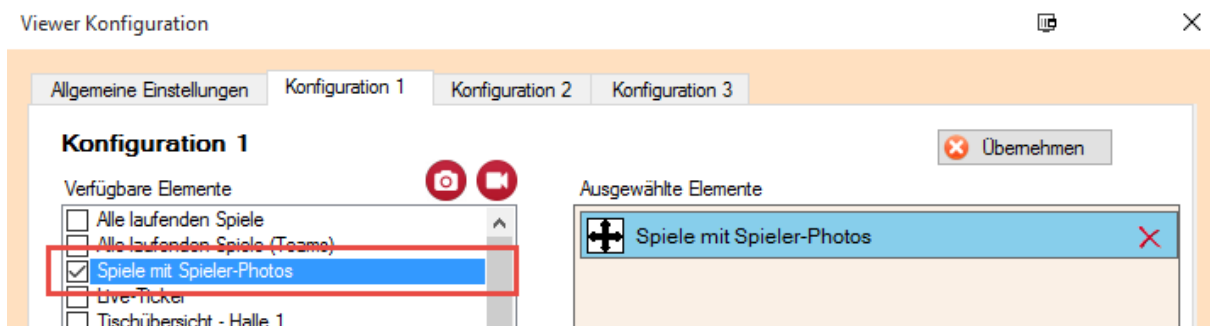 Viewer Konfiguration
Allgemeine Einstellungen Konfiguration 1 Konfiguration 2 Konfiguration 3
Konfiguration 1
Übernehmen
Verfügbare Elemente
Alle laufenden Spiele
Alle laufenden Spiele (Teams)
Spiele mit Spieler-Photos
Live-Ticker
Tischübersicht - Halle 1
Ausgewählte Elemente
Spiele mit Spieler-Photos